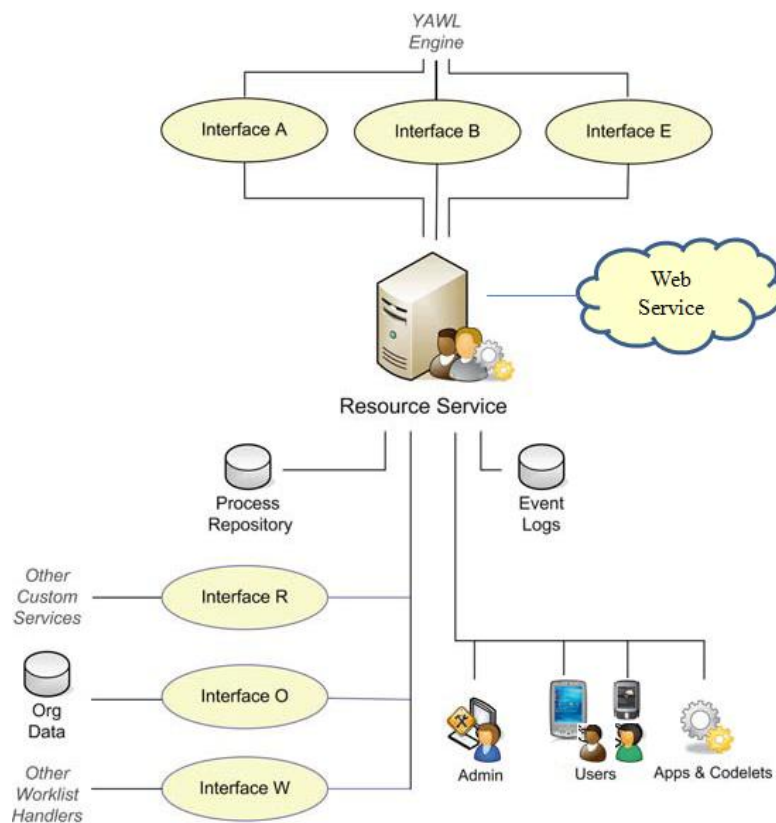 YAWL
Engine
Interface A
Interface B
Interface E
Web
Service
Resource Service
Process
Repository
Event
Logs
Other
Custom
Services
Interface R
Org
Data
Interface O
Other
Worklist
Handlers
Interface W
Admin
Users
Apps & Codelets